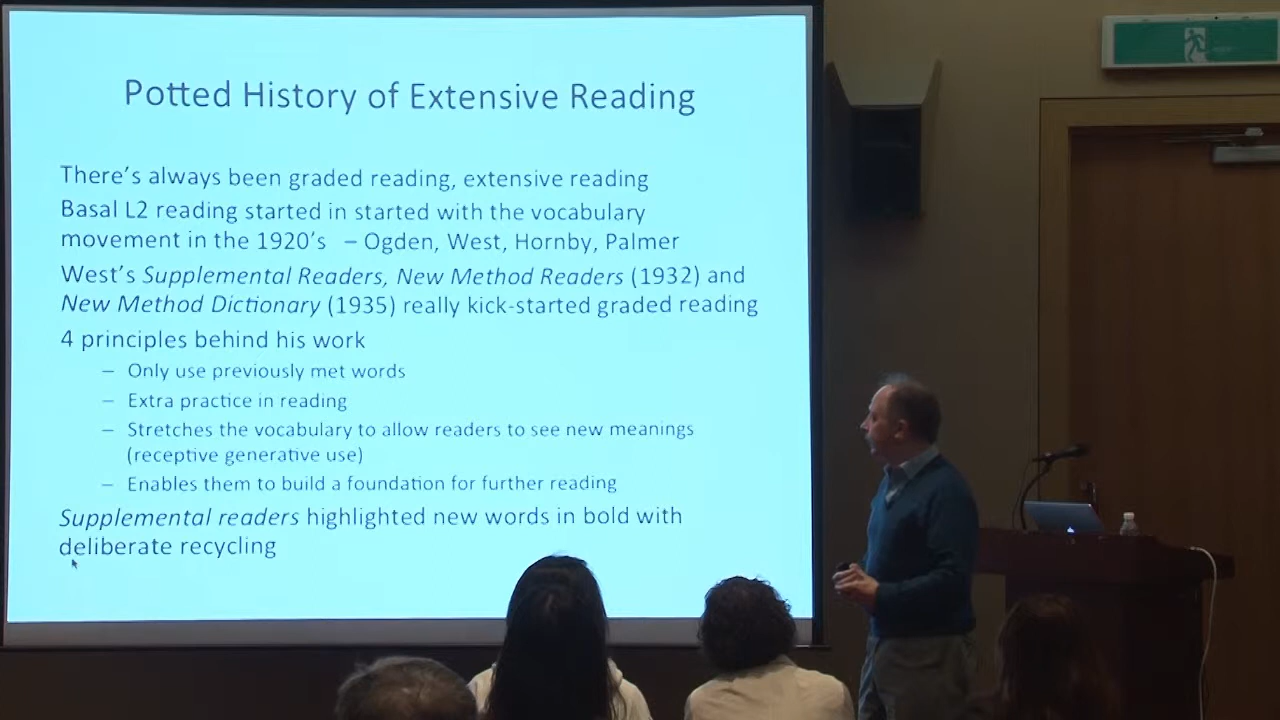 Potted History of Extensive Reading
There's always been graded reading, extensive reading
Basal L2 reading started in started with the vocabulary
movement in the 1920's – Ogden, West, Hornby, Palmer
West's Supplemental Readers, New Method Readers (1932) and
New Method Dictionary (1935) really kick-started graded reading
4 principles behind his work
– Only use previously met words
– Extra practice in reading
– Stretches the vocabulary to allow readers to see new meanings
(receptive generative use)
– Enables them to build a foundation for further reading
Supplemental readers highlighted new words in bold with
deliberate recycling